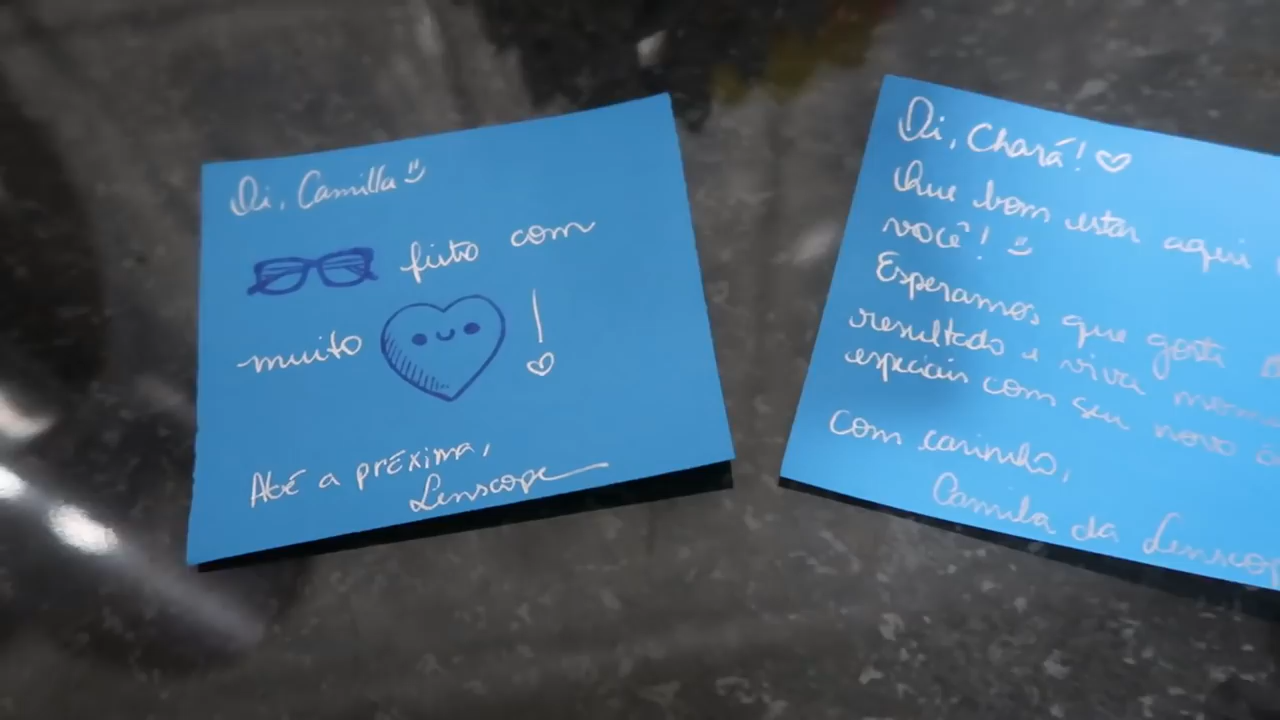 Oi, Camilla
feito com
muito !
Até a próxima,
Lenscope
Oi, Chará!
Que bom estar aqui
você!
Esperamos que goste
resultado e viva
especiais com seu novo
com carinho,
Camila da Lenscop